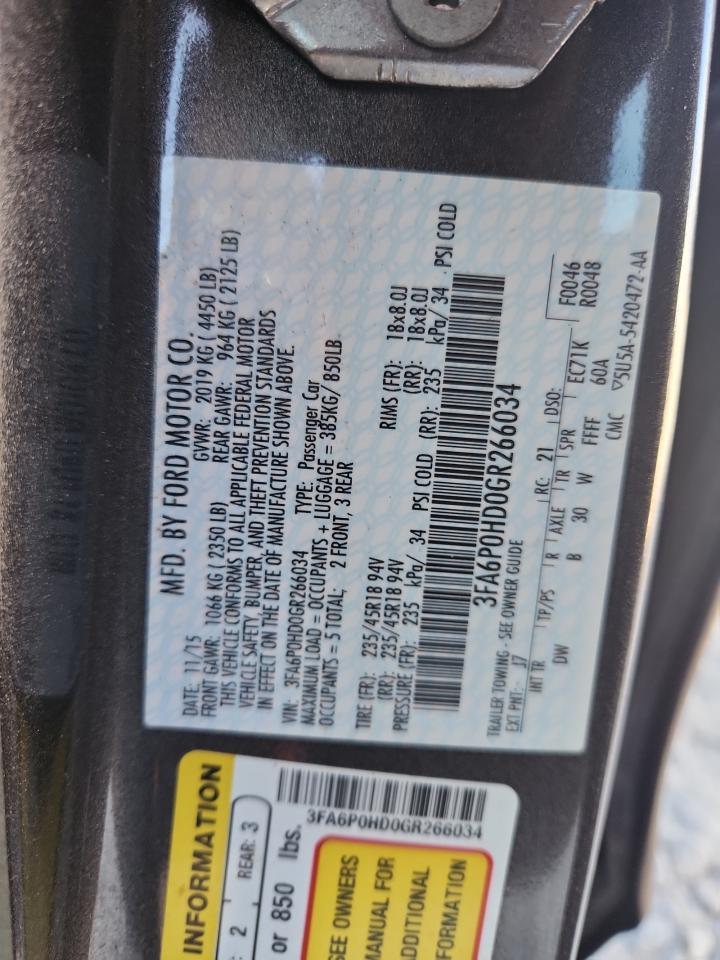 MFD. BY FORD MOTOR CO.
DATE: 11/15 GVWR: 2019 KG ( 4450 LB)
FRONT GAWR: 1066 KG ( 2350 LB) REAR GAWR: 964 KG ( 2125 LB)
THIS VEHICLE CONFORMS TO ALL APPLICABLE FEDERAL MOTOR
VEHICLE SAFETY, BUMPER, AND THEFT PREVENTION STANDARDS
IN EFFECT ON THE DATE OF MANUFACTURE SHOWN ABOVE.
VIN: 3FA6P0HD0GR266034 TYPE: Passenger Car
MAXIMUM LOAD = OCCUPANTS + LUGGAGE = 385KG/ 850LB
OCCUPANTS = 5 TOTAL; 2 FRONT, 3 REAR
TIRE (FR): 235/45R18 94V RIMS (FR): 18x8.0J
(RR): 235/45R18 94V (RR): 18x8.0J
PRESSURE (FR): 235 kPa/ 34 PSI COLD (RR): 235 kPa/ 34 PSI COLD
3FA6P0HD0GR266034
TRAILER TOWING - SEE OWNER GUIDE
EXT PNT: J7 RC: 21 DSO: F0046
R0048
INT TR TP/PS R AXLE TR SPR EC71K
DW B 30 W FFFF 60A
CMC ▽5U5A-5420472-AA
INFORMATION
2 REAR: 3
or 850 lbs.
3FA6P0HD0GR266034
SEE OWNERS
MANUAL FOR
ADDITIONAL
INFORMATION